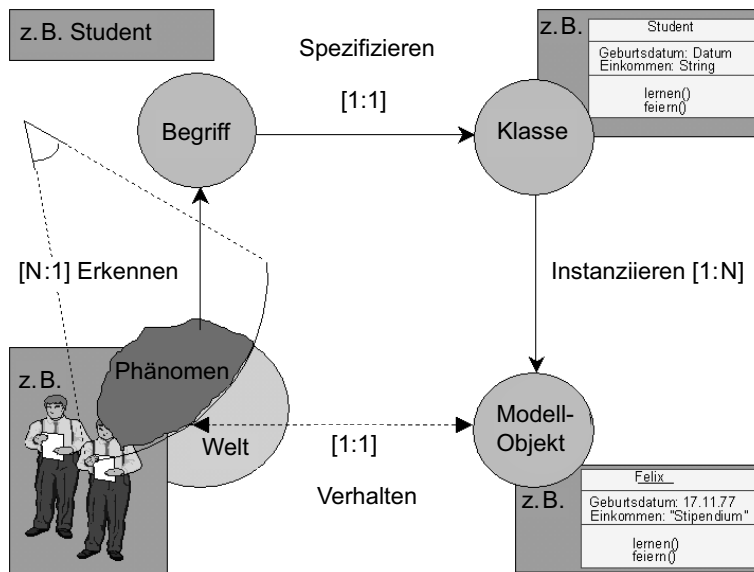 z.B. Student
Spezifizieren
[1:1]
z.B.
Student
Geburtsdatum: Datum
Einkommen: String
lernen()
feiern()
Begriff
Klasse
[N:1] Erkennen
Instanziieren [1:N]
z.B.
Phänomen
Welt
[1:1]
Verhalten
Modell-
Objekt
z.B.
Felix
Geburtsdatum: 17.11.77
Einkommen: "Stipendium"
lernen()
feiern()